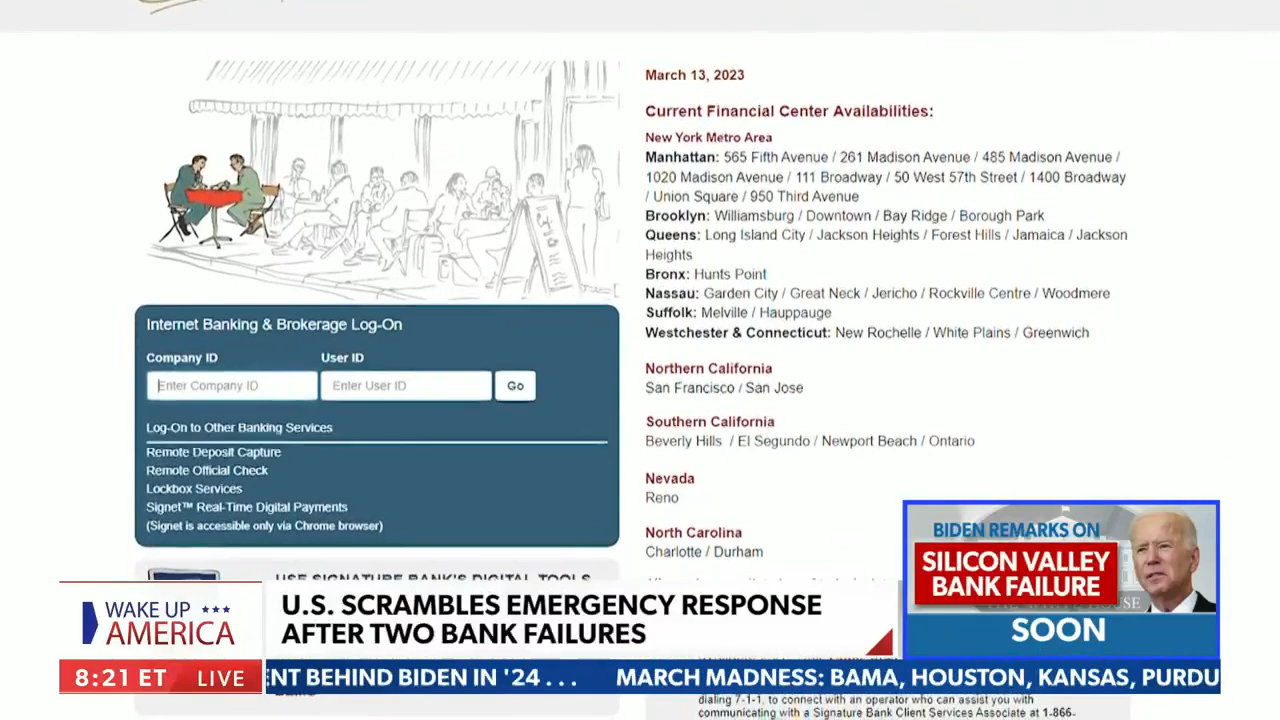 March 13, 2023
Current Financial Center Availabilities:
New York Metro Area
Manhattan: 565 Fifth Avenue / 261 Madison Avenue / 485 Madison Avenue /
1020 Madison Avenue / 111 Broadway / 50 West 57th Street / 1400 Broadway
/ Union Square / 950 Third Avenue
Brooklyn: Williamsburg / Downtown / Bay Ridge / Borough Park
Queens: Long Island City / Jackson Heights / Forest Hills / Jamaica / Jackson
Heights
Bronx: Hunts Point
Nassau: Garden City / Great Neck / Jericho / Rockville Centre / Woodmere
Suffolk: Melville / Hauppauge
Westchester & Connecticut: New Rochelle / White Plains / Greenwich
Northern California
San Francisco / San Jose
Southern California
Beverly Hills / El Segundo / Newport Beach / Ontario
Nevada
Reno
North Carolina
Charlotte / Durham
Internet Banking & Brokerage Log-On
Company ID User ID
Enter Company ID Enter User ID Go
Log-On to Other Banking Services
Remote Deposit Capture
Remote Official Check
Lockbox Services
Signet™ Real-Time Digital Payments
(Signet is accessible only via Chrome browser)
USE SIGNATURE BANK'S DIGITAL TOOLS
BIDEN REMARKS ON
SILICON VALLEY
BANK FAILURE
THE WHITE HOUSE
SOON
WAKE UP
AMERICA
U.S. SCRAMBLES EMERGENCY RESPONSE
AFTER TWO BANK FAILURES
8:21 ET LIVE
ENT BEHIND BIDEN IN '24 . . . MARCH MADNESS: BAMA, HOUSTON, KANSAS, PURDU
dialing 7-1-1, to connect with an operator who can assist you with
communicating with a Signature Bank Client Services Associate at 1-866-